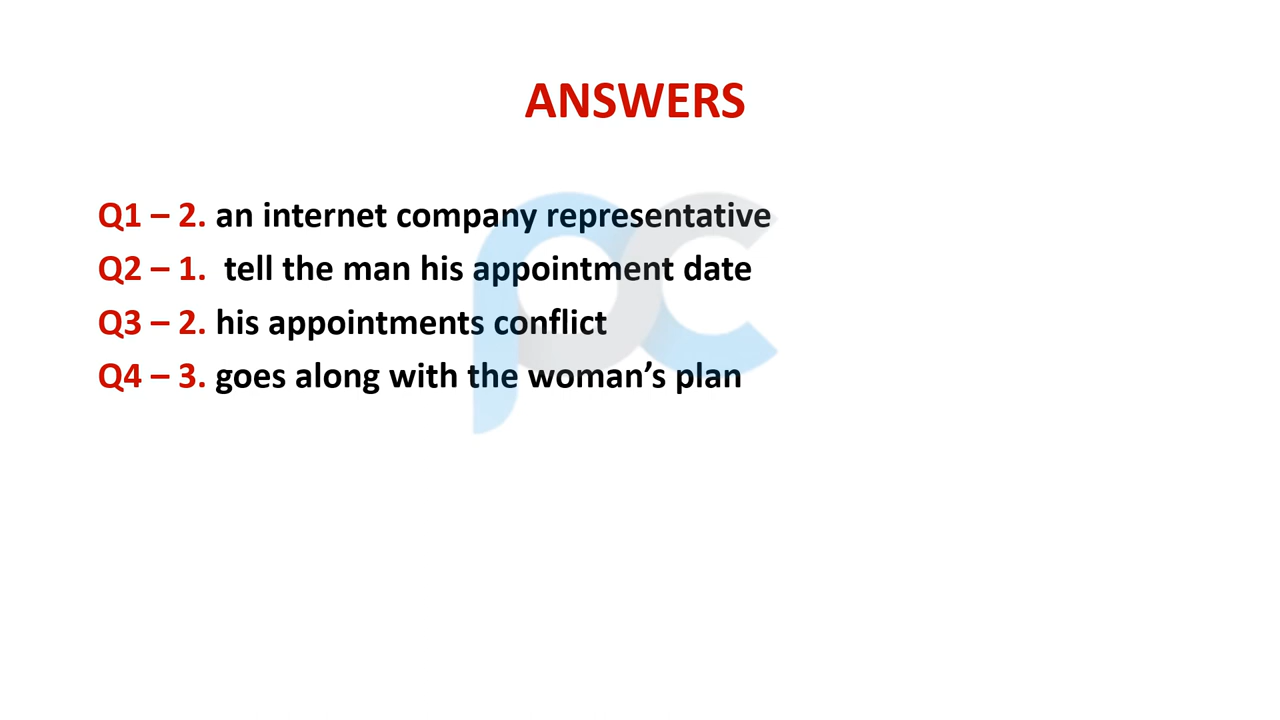 ANSWERS
Q1 – 2. an internet company representative
Q2 – 1. tell the man his appointment date
Q3 – 2. his appointments conflict
Q4 – 3. goes along with the woman’s plan